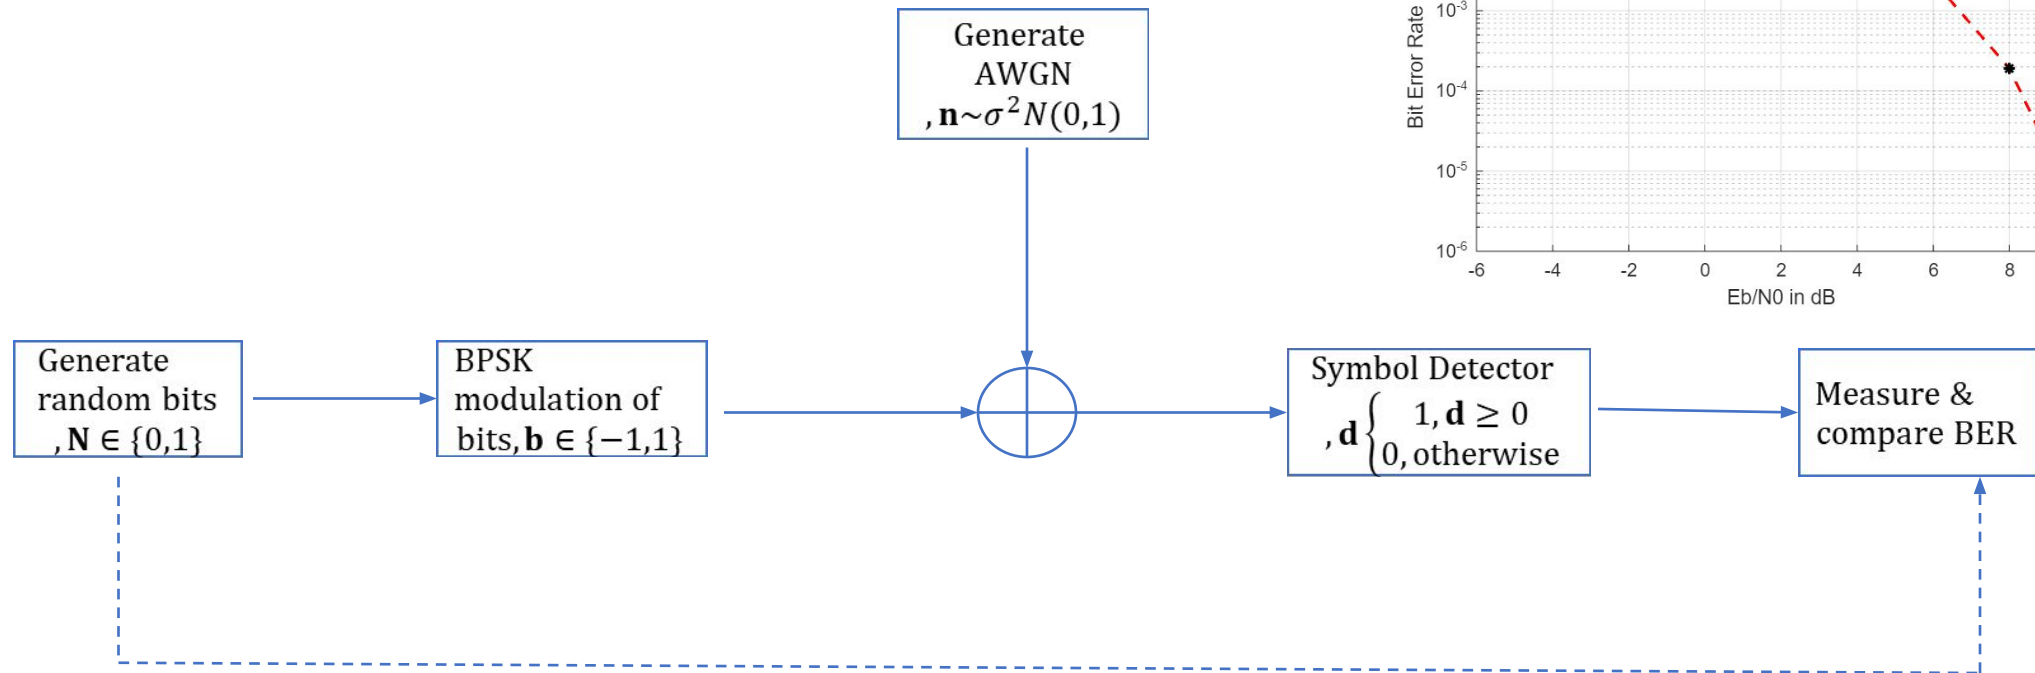 Generate
AWGN
, n~σ²N(0,1)
Bit Error Rate
10⁻³
10⁻⁴
10⁻⁵
10⁻⁶
-6 -4 -2 0 2 4 6 8
Eb/N0 in dB
Generate
random bits
, N ∈ {0,1}
BPSK
modulation of
bits, b ∈ {−1,1}
Symbol Detector
, d { 1, d ≥ 0
0, otherwise
Measure &
compare BER